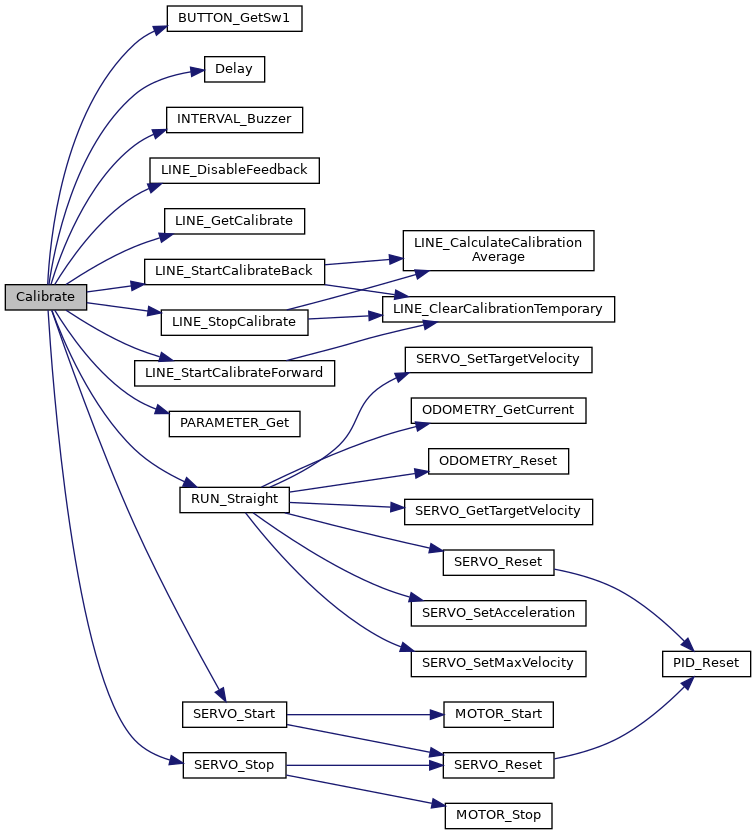 BUTTON_GetSw1
Delay
INTERVAL_Buzzer
LINE_DisableFeedback
LINE_GetCalibrate
LINE_CalculateCalibration
Average
LINE_StartCalibrateBack
Calibrate
LINE_ClearCalibrationTemporary
LINE_StopCalibrate
SERVO_SetTargetVelocity
LINE_StartCalibrateForward
ODOMETRY_GetCurrent
PARAMETER_Get
ODOMETRY_Reset
RUN_Straight
SERVO_GetTargetVelocity
SERVO_Reset
SERVO_SetAcceleration
SERVO_SetMaxVelocity
PID_Reset
SERVO_Start
MOTOR_Start
SERVO_Stop
SERVO_Reset
MOTOR_Stop